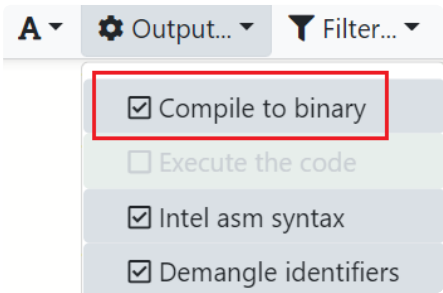 A Output... Filter...
Compile to binary
Execute the code
Intel asm syntax
Demangle identifiers